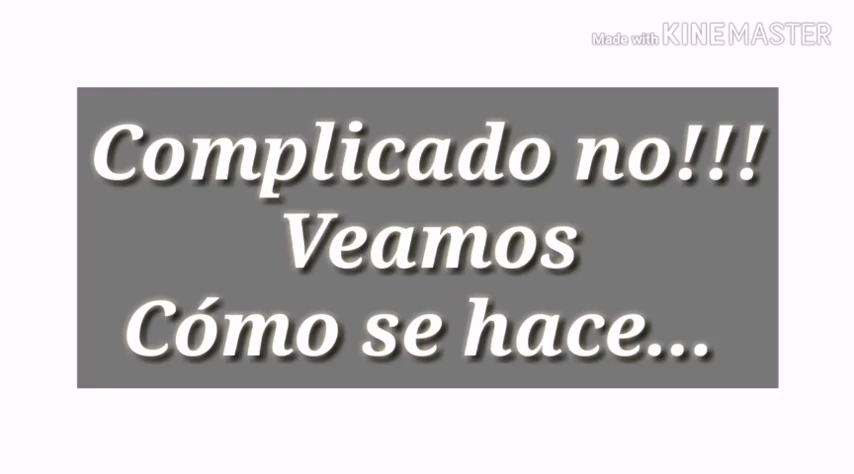 Made with KINEMASTER
Complicado no!!!
Veamos
Cómo se hace...